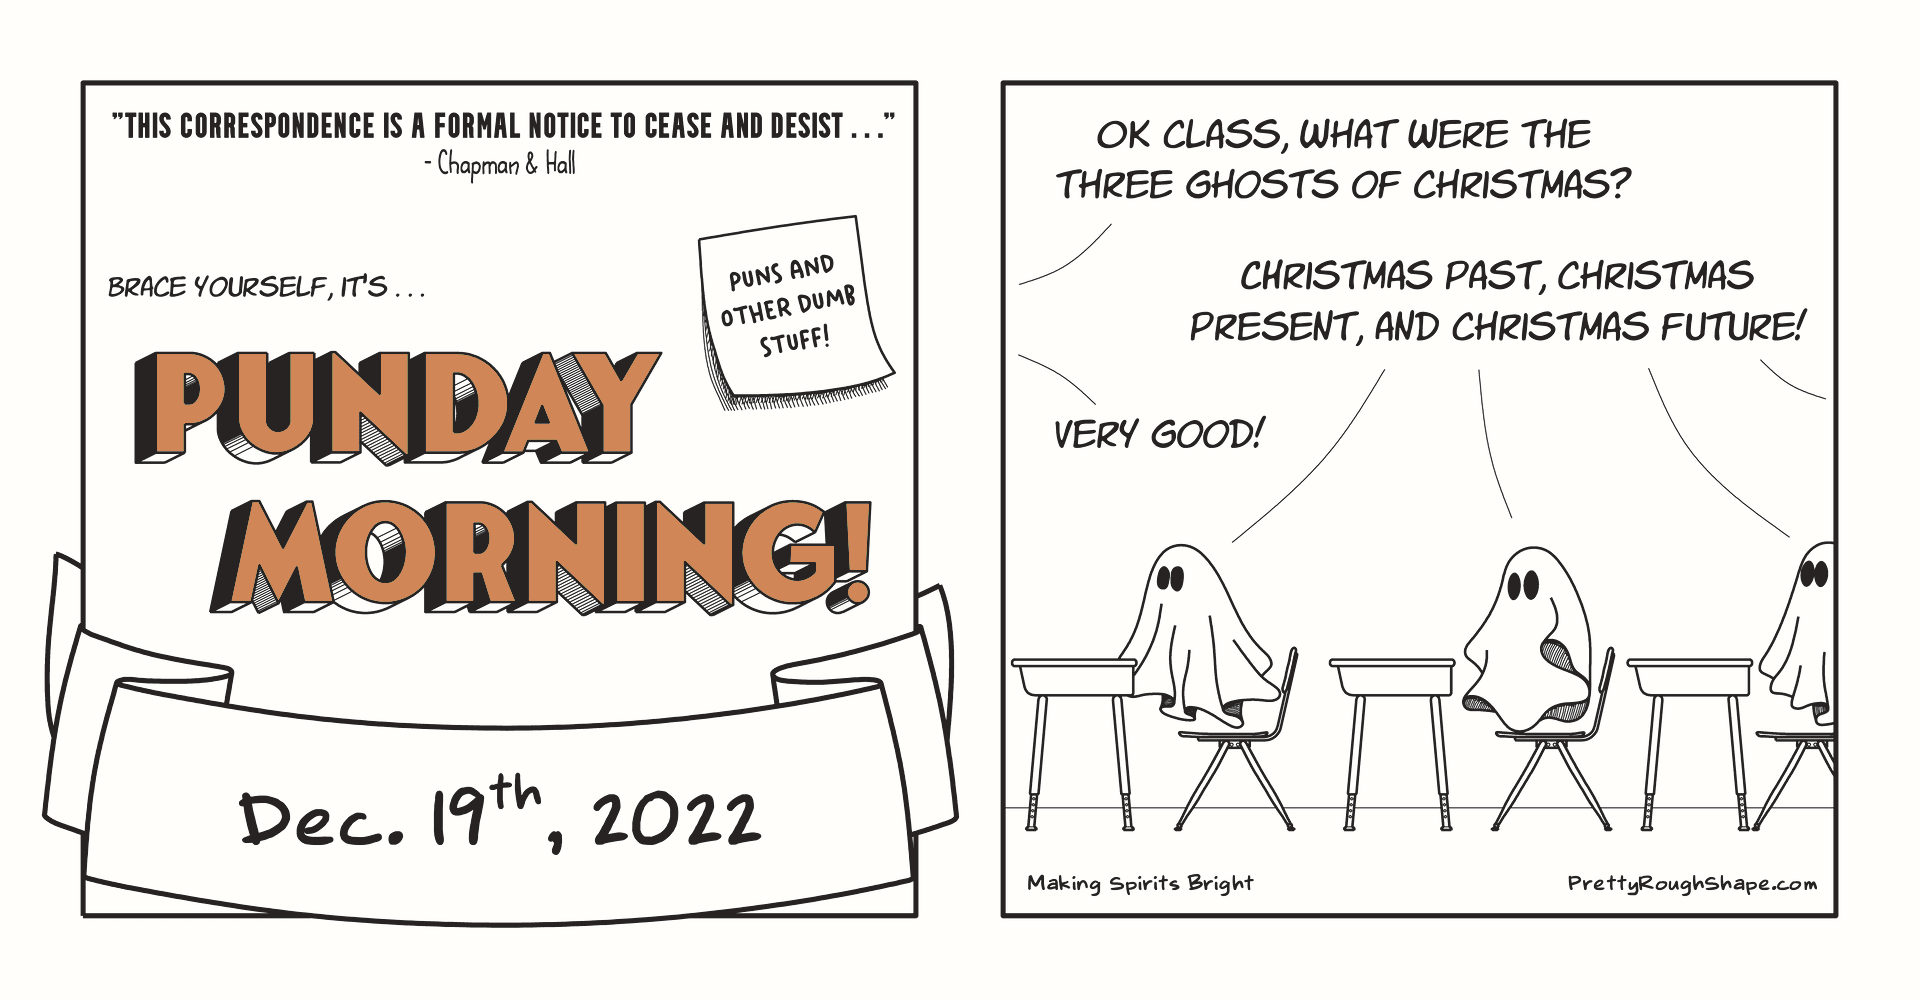 "THIS CORRESPONDENCE IS A FORMAL NOTICE TO CEASE AND DESIST . . ."
- Chapman & Hall
BRACE YOURSELF, IT'S . . .
PUNS AND
OTHER DUMB
STUFF!
PUNDAY
MORNING!
Dec. 19th, 2022
OK CLASS, WHAT WERE THE
THREE GHOSTS OF CHRISTMAS?
CHRISTMAS PAST, CHRISTMAS
PRESENT, AND CHRISTMAS FUTURE!
VERY GOOD!
Making Spirits Bright
PrettyRoughShape.com